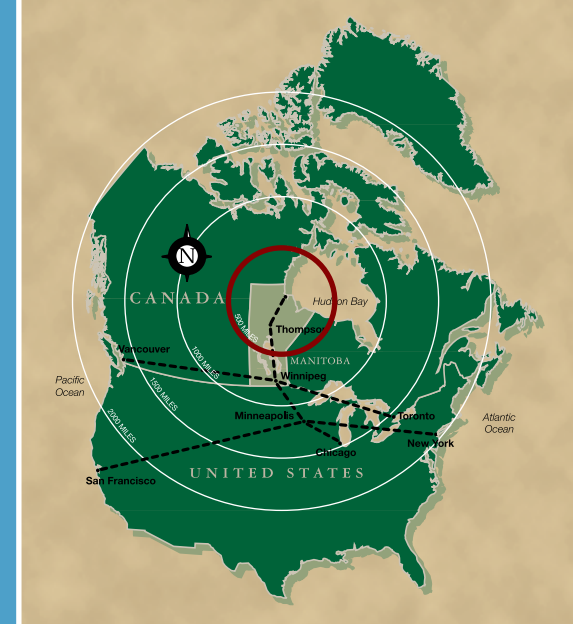 N
CANADA
Hudson Bay
500 MILES
Thompson
Vancouver
1000 MILES
MANITOBA
Winnipeg
Pacific
Ocean
1500 MILES
2000 MILES
Minneapolis
Toronto
Atlantic
Ocean
New York
Chicago
UNITED STATES
San Francisco